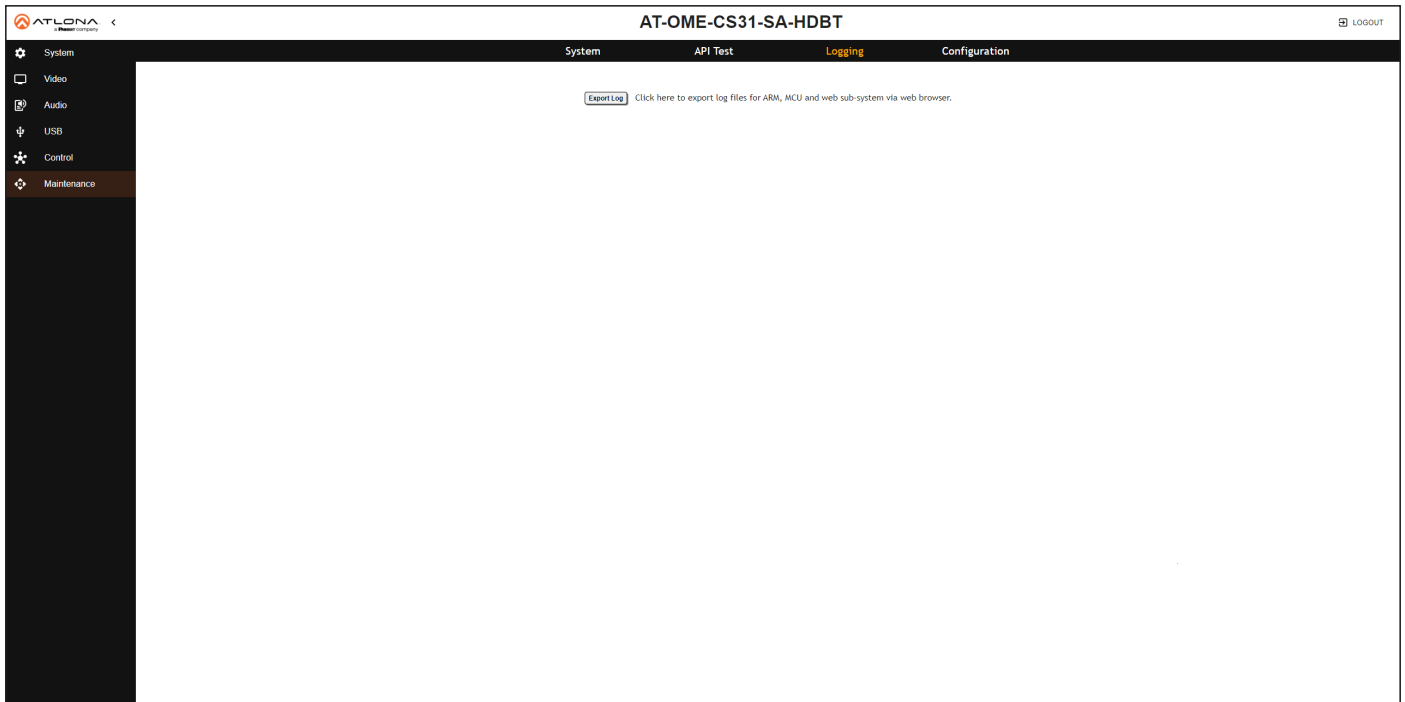 ATLONA
a Panduit company
AT-OME-CS31-SA-HDBT
LOGOUT
System
API Test
Logging
Configuration
System
Video
Audio
USB
Control
Maintenance
Export Log
Click here to export log files for ARM, MCU and web sub-system via web browser.